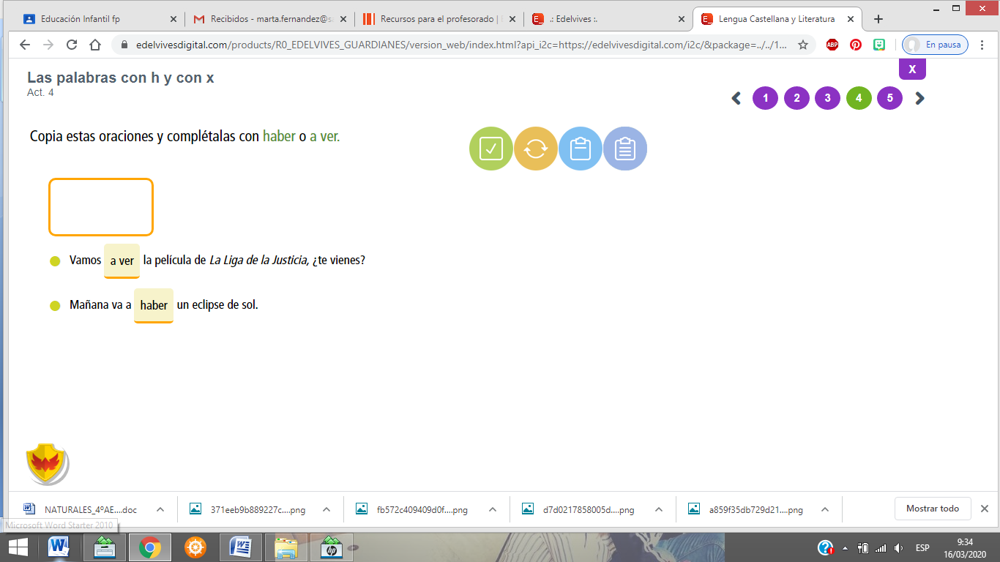 Educación Infantil fp
Recibidos - marta.fernandez@s
Recursos para el profesorado |
.: Edelvives :.
Lengua Castellana y Literatura
edelvivesdigital.com/products/R0_EDELVIVES_GUARDIANES/version_web/index.html?api_i2c=https://edelvivesdigital.com/i2c/&package=../../1...
ABP
En pausa
Las palabras con h y con x
Act. 4
X
1 2 3 4 5
Copia estas oraciones y complétalas con haber o a ver.
Vamos a ver la película de La Liga de la Justicia, ¿te vienes?
Mañana va a haber un eclipse de sol.
NATURALES_4ºAE....doc
371eeb9b889227c....png
fb572c409409d0f....png
d7d0217858005d....png
a859f35db729d21....png
Mostrar todo
Microsoft Word Starter 2010
hp
ESP
9:34
16/03/2020